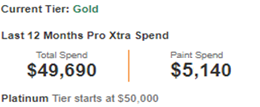 Current Tier: Gold
Last 12 Months Pro Xtra Spend
Total Spend Paint Spend
$49,690 $5,140
Platinum Tier starts at $50,000